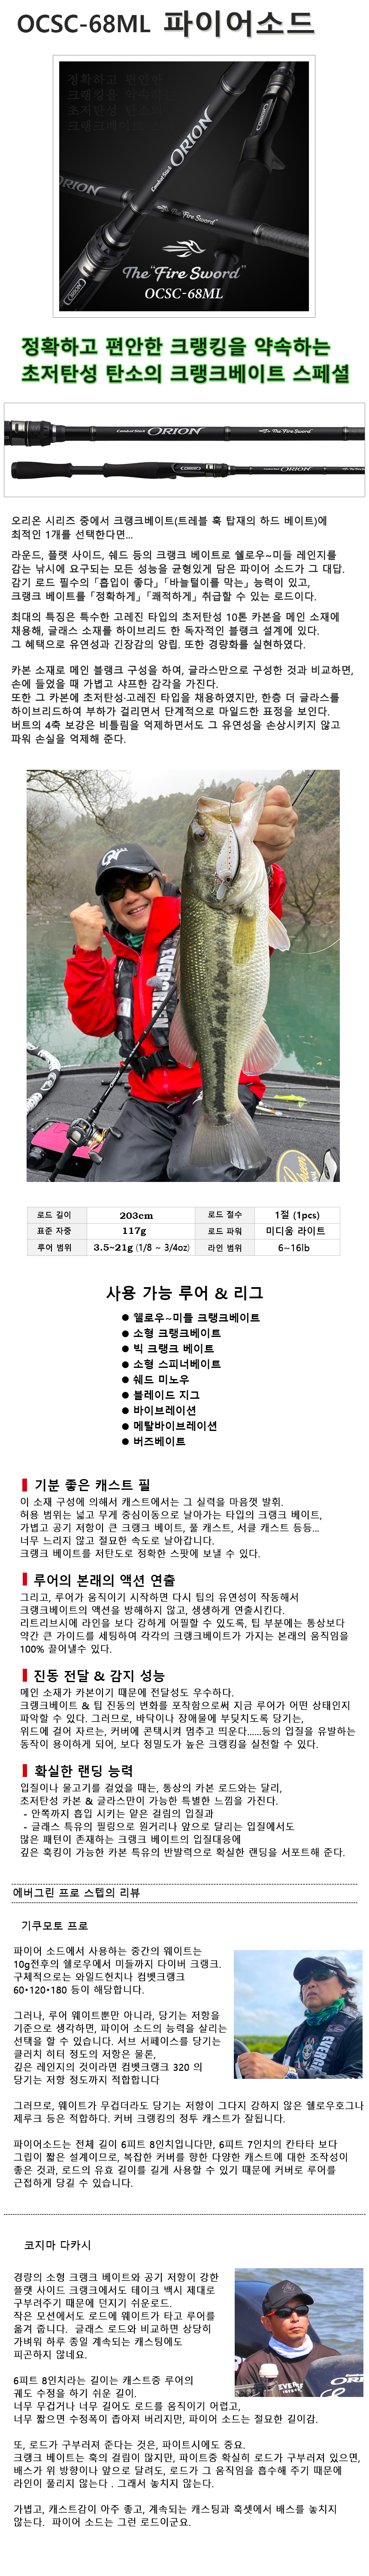 OCSC-68ML 파이어소드
정확하고 편안한
크랭킹을 약속하는
초저탄성 탄소의
Combat Stick ORION
ORION
The "Fire Sword"
The "Fire Sword"
OCSC-68ML
정확하고 편안한 크랭킹을 약속하는
초저탄성 탄소의 크랭크베이트 스페셜
Combat Stick ORION The "Fire Sword"
ORION
오리온 시리즈 중에서 크랭크베이트(트레블 훅 탑재의 하드 베이트)에
최적인 1개를 선택한다면...
라운드, 플랫 사이드, 쉐드 등의 크랭크 베이트로 쉘로우~미들 레인지를
감는 낚시에 요구되는 모든 성능을 균형있게 담은 파이어 소드가 그 대답.
감기 로드 필수의 「흡입이 좋다」 「바늘털이를 막는」 능력이 있고,
크랭크 베이트를 「정확하게」 「쾌적하게」 취급할 수 있는 로드이다.
최대의 특징은 특수한 고레진 타입의 초저탄성 10톤 카본을 메인 소재에
채용해, 글래스 소재를 하이브리드 한 독자적인 블랭크 설계에 있다.
그 혜택으로 유연성과 긴장감의 양립. 또한 경량화를 실현하였다.
카본 소재로 메인 블랭크 구성을 하여, 글라스만으로 구성한 것과 비교하면,
손에 들었을 때 가볍고 샤프한 감각을 가진다.
또한 그 카본에 초저탄성·고레진 타입을 채용하였지만, 한층 더 글라스를
하이브리드하여 부하가 걸리면서 단계적으로 마일드한 표정을 보인다.
버트의 4축 보강은 비틀핌을 억제하면서도 그 유연성을 손상시키지 않고
파워 손실을 억제해 준다.
로드 길이 203cm 로드 절수 1절 (1pcs)
표준 자중 117g 로드 파워 미디움 라이트
루어 범위 3.5~21g (1/8 ~ 3/4oz) 라인 범위 6~16lb
사용 가능 루어 & 리그
● 쉘로우~미들 크랭크베이트
● 소형 크랭크베이트
● 빅 크랭크 베이트
● 소형 스피너베이트
● 쉐드 미노우
● 블레이드 지그
● 바이브레이션
● 메탈바이브레이션
● 버즈베이트
기분 좋은 캐스트 필
이 소재 구성에 의해서 캐스트에서는 그 실력을 마음껏 발휘.
허용 범위는 넓고 무게 중심이동으로 날아가는 타입의 크랭크 베이트,
가볍고 공기 저항이 큰 크랭크 베이트, 풀 캐스트, 서클 캐스트 등등...
너무 느리지 않고 절묘한 속도로 날아갑니다.
크랭크 베이트를 저탄도로 정확한 스팟에 보낼 수 있다.
루어의 본래의 액션 연출
그리고, 루어가 움직이기 시작하면 다시 팁의 유연성이 작동해서
크랭크베이트의 액션을 방해하지 않고, 생생하게 연출시킨다.
리트리브시에 라인을 보다 강하게 어필할 수 있도록, 팁 부분에는 통상보다
약간 큰 가이드를 세팅하여 각각의 크랭크베이트가 가지는 본래의 움직임을
100% 끌어낼수 있다.
진동 전달 & 감지 성능
메인 소재가 카본이기 때문에 전달성도 우수하다.
크랭크베이트 & 팁 진동의 변화를 포착함으로써 지금 루어가 어떤 상태인지
파악할 수 있다. 그러므로, 바닥이나 장애물에 부딪치도록 당기는,
위드에 걸어 자르는, 커버에 콘택시켜 멈추고 띄운다......등의 입질을 유발하는
동작이 용이하게 되어, 보다 정밀도가 높은 크랭킹을 실천할 수 있다.
확실한 랜딩 능력
입질이나 물고기를 걸었을 때는, 통상의 카본 로드와는 달리,
초저탄성 카본 & 글라스만이 가능한 특별한 느낌을 가진다.
- 안쪽까지 흡입 시키는 얕은 걸림의 입질과
- 글래스 특유의 필링으로 원거리나 앞으로 달리는 입질에서도
많은 패턴이 존재하는 크랭크 베이트의 입질대응에
깊은 훅킹이 가능한 카본 특유의 반발력으로 확실한 랜딩을 서포트해 준다.
에버그린 프로 스텝의 리뷰
기쿠모토 프로
파이어 소드에서 사용하는 중간의 웨이트는
10g전후의 쉘로우에서 미들까지 다이버 크랭크.
구체적으로는 와일드헌치나 컴벳크랭크
60•120•180 등이 해당합니다.
그러나, 루어 웨이트뿐만 아니라, 당기는 저항을
기준으로 생각하면, 파이어 소드의 능력을 살리는
선택을 할 수 있습니다. 서브 서페이스를 당기는
클러치 히터 정도의 저항은 물론,
깊은 레인지의 것이라면 컴벳크랭크 320 의
당기는 저항 정도까지 적합합니다
그러므로, 웨이트가 무겁더라도 당기는 저항이 그다지 강하지 않은 쉘로우호그나
제루크 등은 적합하다. 커버 크랭킹의 정투 캐스트가 잘됩니다.
파이어소드는 전체 길이 6피트 8인치입니다만, 6피트 7인치의 칸타타 보다
그립이 짧은 설계이므로, 복잡한 커버를 향한 다양한 캐스트에 대한 조작성이
좋은 것과, 로드의 유효 길이를 길게 사용할 수 있기 때문에 커버로 루어를
근접하게 당길 수 있습니다.
코지마 다카시
경량의 소형 크랭크 베이트와 공기 저항이 강한
플랫 사이드 크랭크에서도 테이크 백시 제대로
구부려주기 때문에 던지기 쉬운로드.
작은 모션에서도 로드에 웨이트가 타고 루어를
옮겨 줍니다. 글래스 로드와 비교하면 상당히
가벼워 하루 종일 계속되는 캐스팅에도
피곤하지 않네요.
6피트 8인치라는 길이는 캐스트중 루어의
궤도 수정을 하기 쉬운 길이.
너무 무겁거나 너무 길어도 로드를 움직이기 어렵고,
너무 짧으면 수정폭이 좁아져 버리지만, 파이어 소드는 절묘한 길이감.
또, 로드가 구부러져 준다는 것은, 파이트시에도 중요.
크랭크 베이트는 훅의 걸림이 많지만, 파이트중 확실히 로드가 구부러져 있으면,
배스가 위 방향이나 앞으로 달려도, 로드가 그 움직임을 흡수해 주기 때문에
라인이 풀리지 않는다 . 그래서 놓치지 않는다.
가볍고, 캐스트감이 아주 좋고, 계속되는 캐스팅과 훅셋에서 배스를 놓치지
않는다. 파이어 소드는 그런 로드이군요.